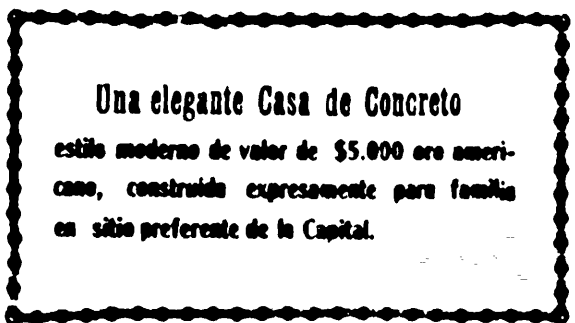 Una elegante Casa de Concreto
estilo moderno de valor de $5.000 oro ameri-
cano, construida expresamente para familia
en sitio preferente de la Capital.